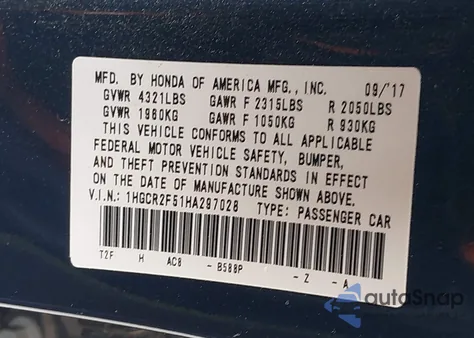 MFD. BY HONDA OF AMERICA MFG., INC. 09/'17
GVWR 4321LBS GAWR F 2315LBS R 2050LBS
GVWR 1960KG GAWR F 1050KG R 930KG
THIS VEHICLE CONFORMS TO ALL APPLICABLE
FEDERAL MOTOR VEHICLE SAFETY, BUMPER,
AND THEFT PREVENTION STANDARDS IN EFFECT
ON THE DATE OF MANUFACTURE SHOWN ABOVE.
V.I.N.: 1HGCR2F51HA297028 TYPE: PASSENGER CAR
T2F H AC8 - B588P - Z - A
autoSnap